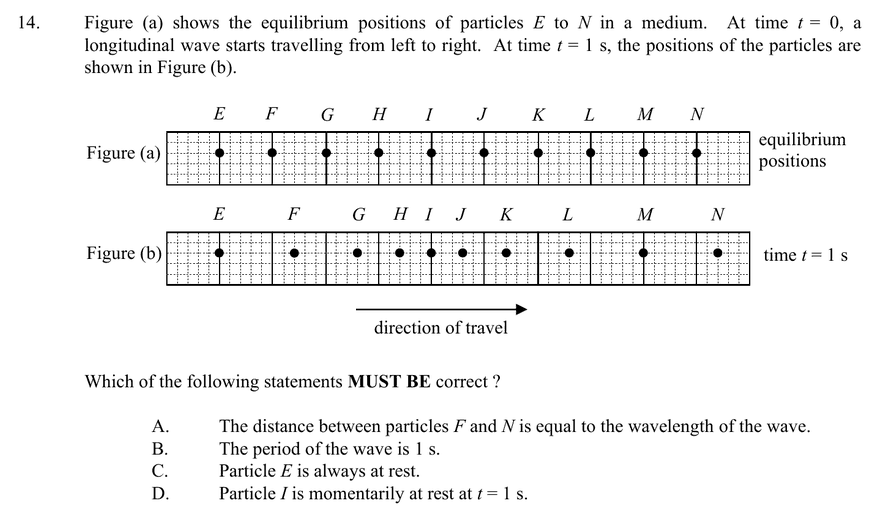 14. Figure (a) shows the equilibrium positions of particles E to N in a medium. At time t = 0, a
longitudinal wave starts travelling from left to right. At time t = 1 s, the positions of the particles are
shown in Figure (b).
E F G H I J K L M N
Figure (a)
equilibrium
positions
E F G H I J K L M N
Figure (b)
time t = 1 s
direction of travel
Which of the following statements MUST BE correct ?
A. The distance between particles F and N is equal to the wavelength of the wave.
B. The period of the wave is 1 s.
C. Particle E is always at rest.
D. Particle I is momentarily at rest at t = 1 s.